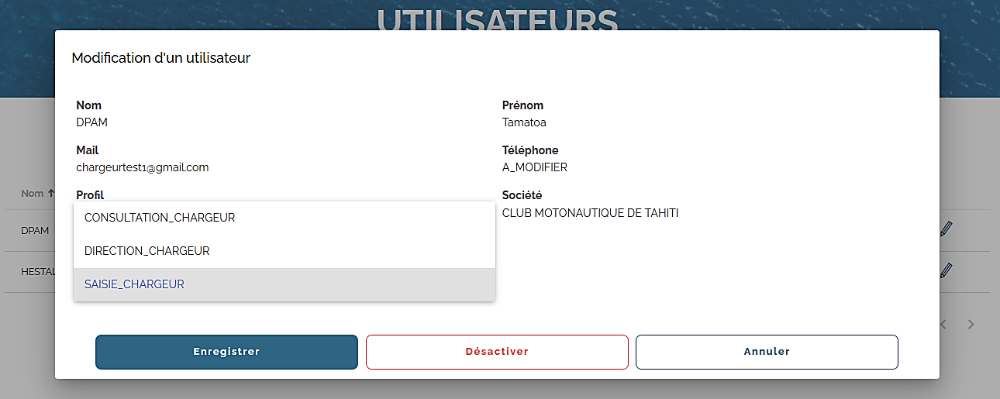 UTILISATEURS
Modification d'un utilisateur
Nom
DPAM
Prénom
Tamatoa
Mail
chargeurtest1@gmail.com
Téléphone
A_MODIFIER
Profil
CONSULTATION_CHARGEUR
DIRECTION_CHARGEUR
SAISIE_CHARGEUR
Société
CLUB MOTONAUTIQUE DE TAHITI
Nom ↑
DPAM
HESTAL
Enregistrer
Désactiver
Annuler